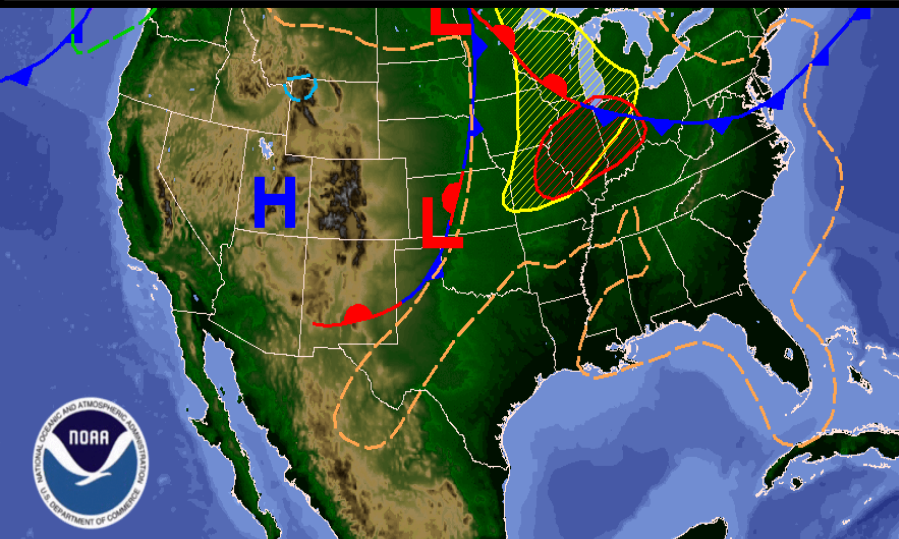 L
H
L
NATIONAL OCEANIC AND ATMOSPHERIC ADMINISTRATION
NOAA
U.S. DEPARTMENT OF COMMERCE